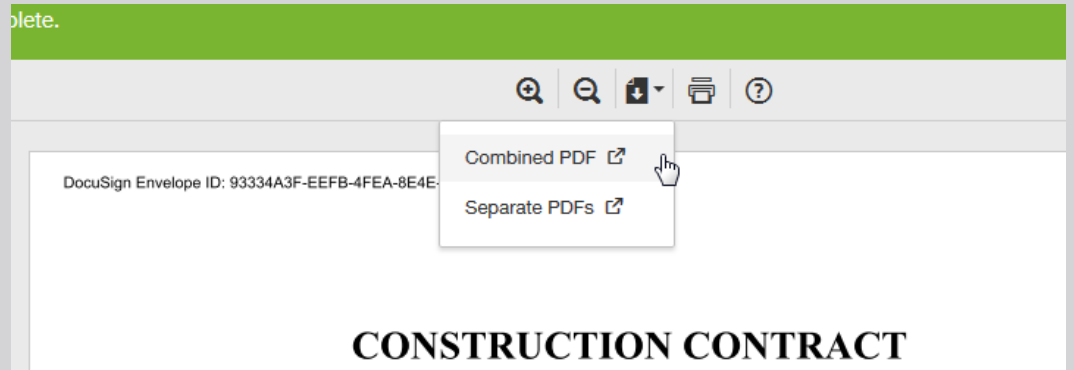 plete.
Combined PDF
DocuSign Envelope ID: 93334A3F-EEFB-4FEA-8E4E-
Separate PDFs
CONSTRUCTION CONTRACT